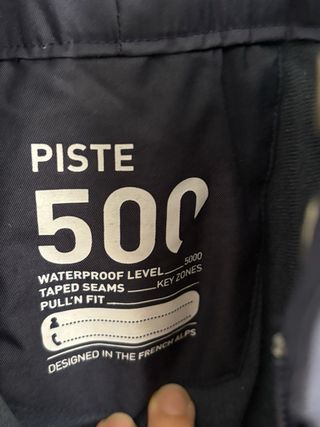 PISTE
500
WATERPROOF LEVEL 5000
TAPED SEAMS KEY ZONES
PULL'N FIT
DESIGNED IN THE FRENCH ALPS